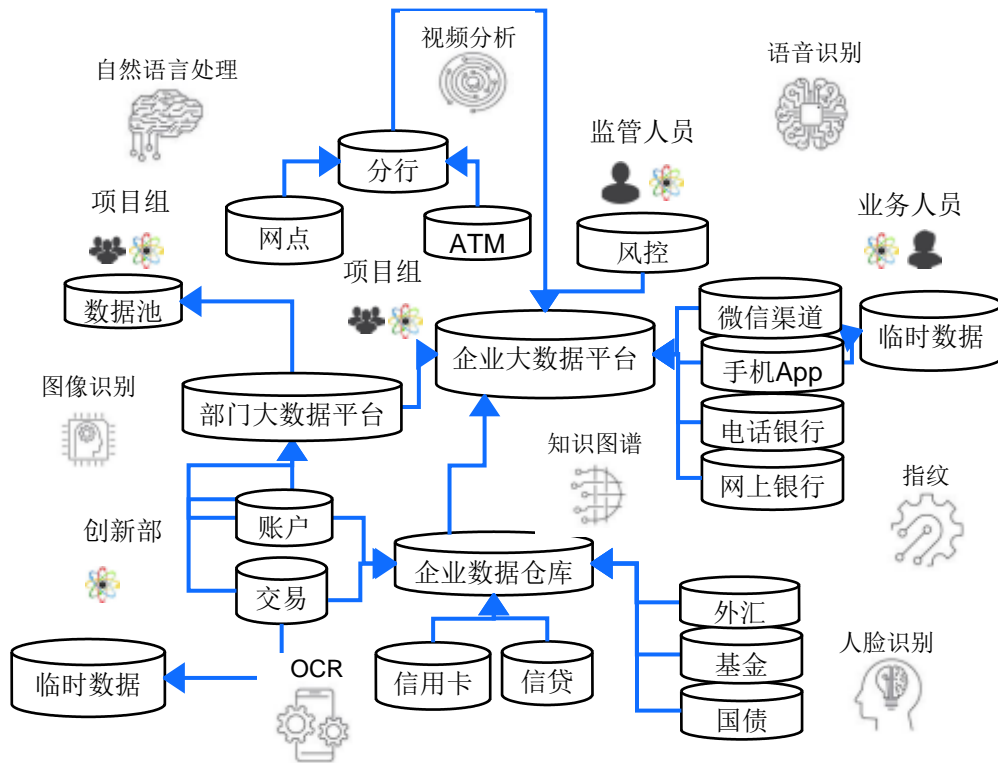 视频分析
语音识别
自然语言处理
监管人员
分行
项目组
业务人员
网点
ATM
风控
项目组
数据池
微信渠道
临时数据
企业大数据平台
手机App
图像识别
部门大数据平台
电话银行
知识图谱
网上银行
指纹
创新部
账户
企业数据仓库
交易
外汇
人脸识别
基金
临时数据
OCR
信用卡
信贷
国债